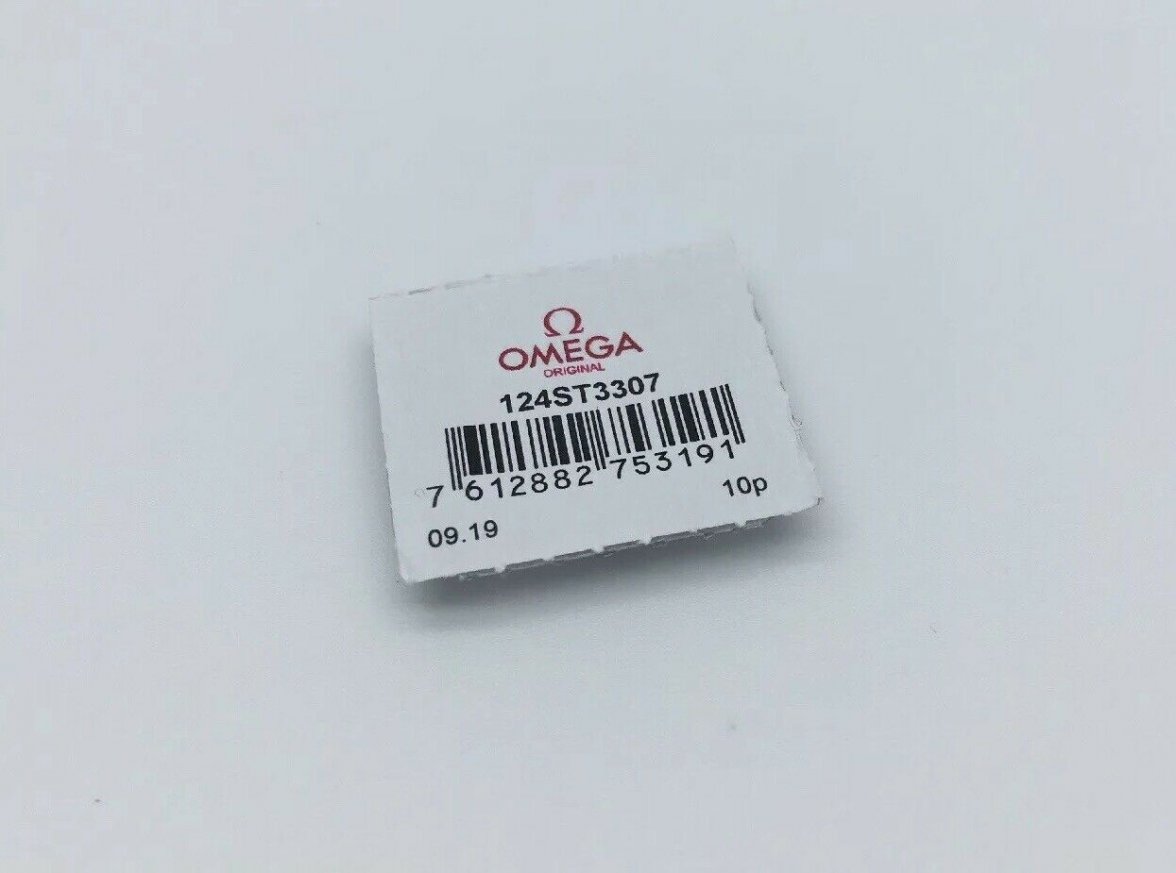 Ω
OMEGA
ORIGINAL
124ST3307
7 612882 753191
09.19 10p